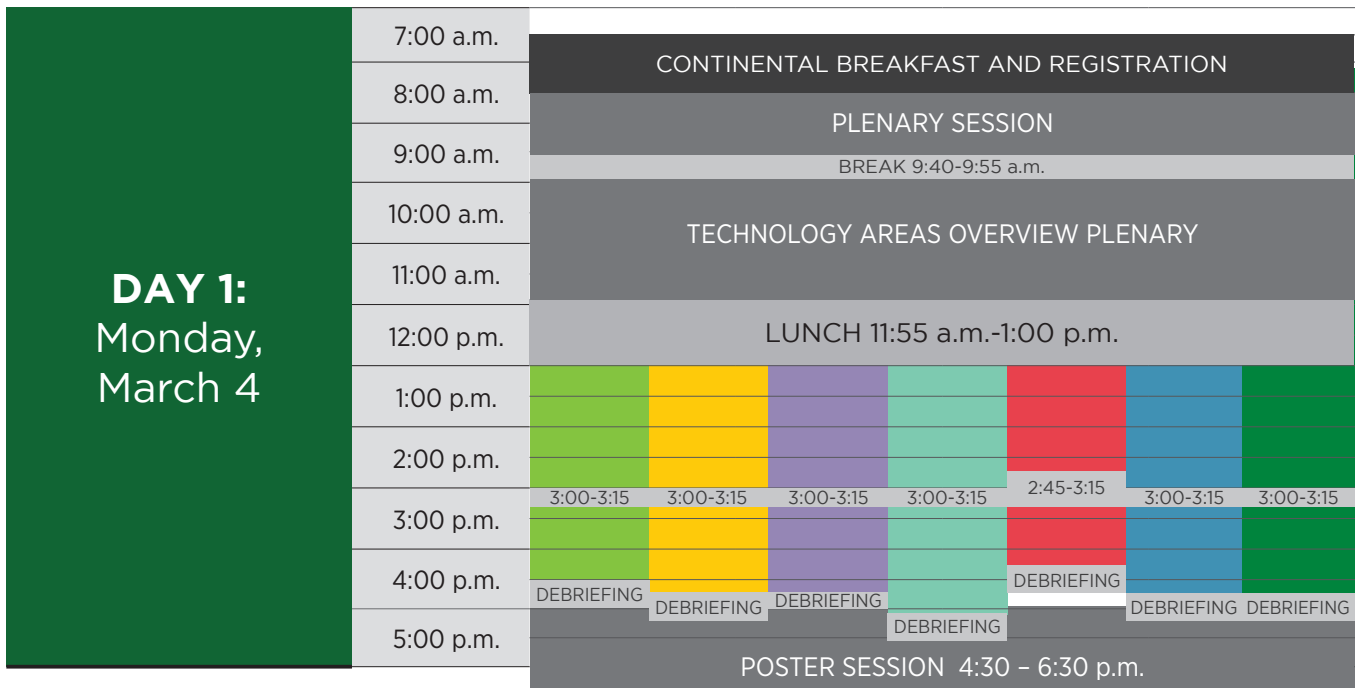 DAY 1:
Monday,
March 4
7:00 a.m.
8:00 a.m.
9:00 a.m.
10:00 a.m.
11:00 a.m.
12:00 p.m.
1:00 p.m.
2:00 p.m.
3:00 p.m.
4:00 p.m.
5:00 p.m.
CONTINENTAL BREAKFAST AND REGISTRATION
PLENARY SESSION
BREAK 9:40-9:55 a.m.
TECHNOLOGY AREAS OVERVIEW PLENARY
LUNCH 11:55 a.m.-1:00 p.m.
3:00-3:15
3:00-3:15
3:00-3:15
3:00-3:15
2:45-3:15
3:00-3:15
3:00-3:15
DEBRIEFING
DEBRIEFING
DEBRIEFING
DEBRIEFING
DEBRIEFING
DEBRIEFING
DEBRIEFING
POSTER SESSION 4:30 – 6:30 p.m.